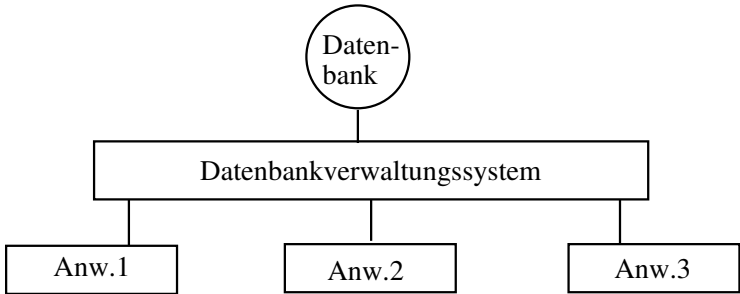 Daten-
bank
Datenbankverwaltungssystem
Anw.1
Anw.2
Anw.3